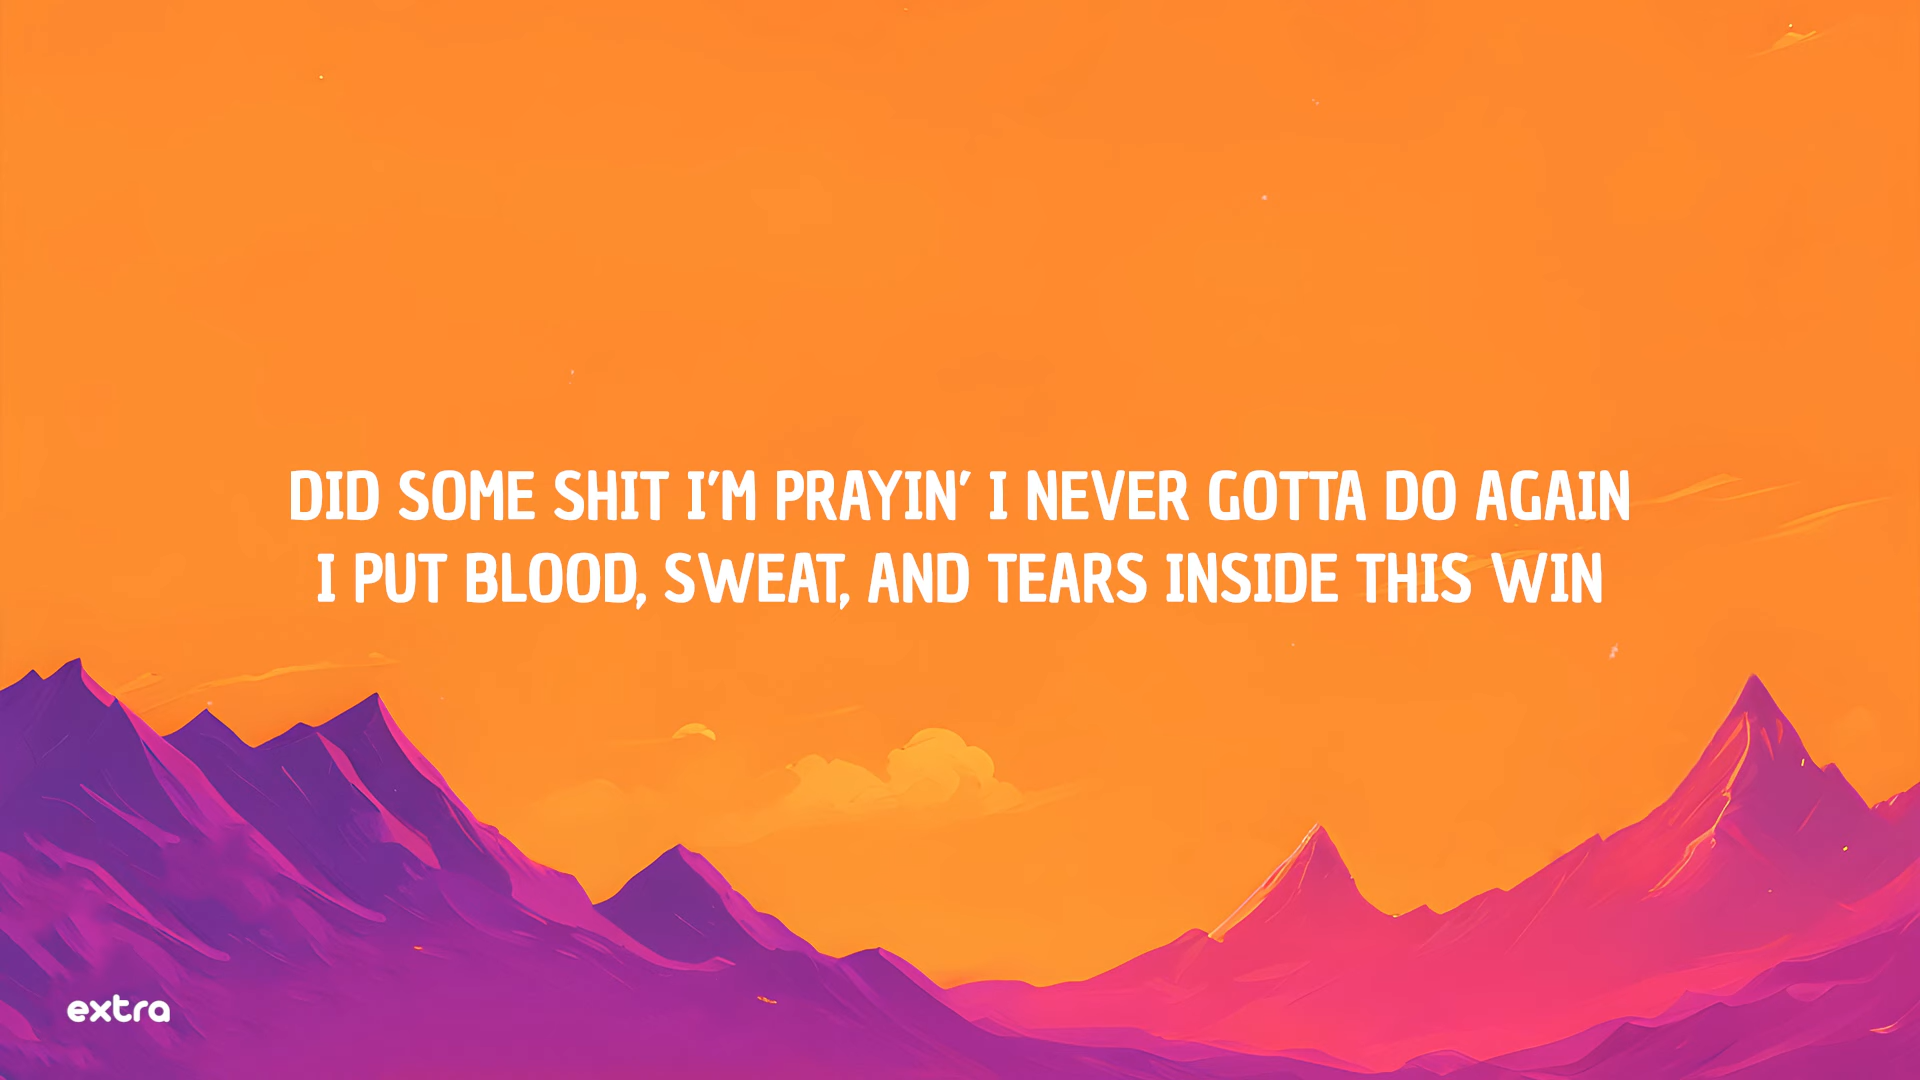 DID SOME SHIT I'M PRAYIN' I NEVER GOTTA DO AGAIN
I PUT BLOOD, SWEAT, AND TEARS INSIDE THIS WIN
extra